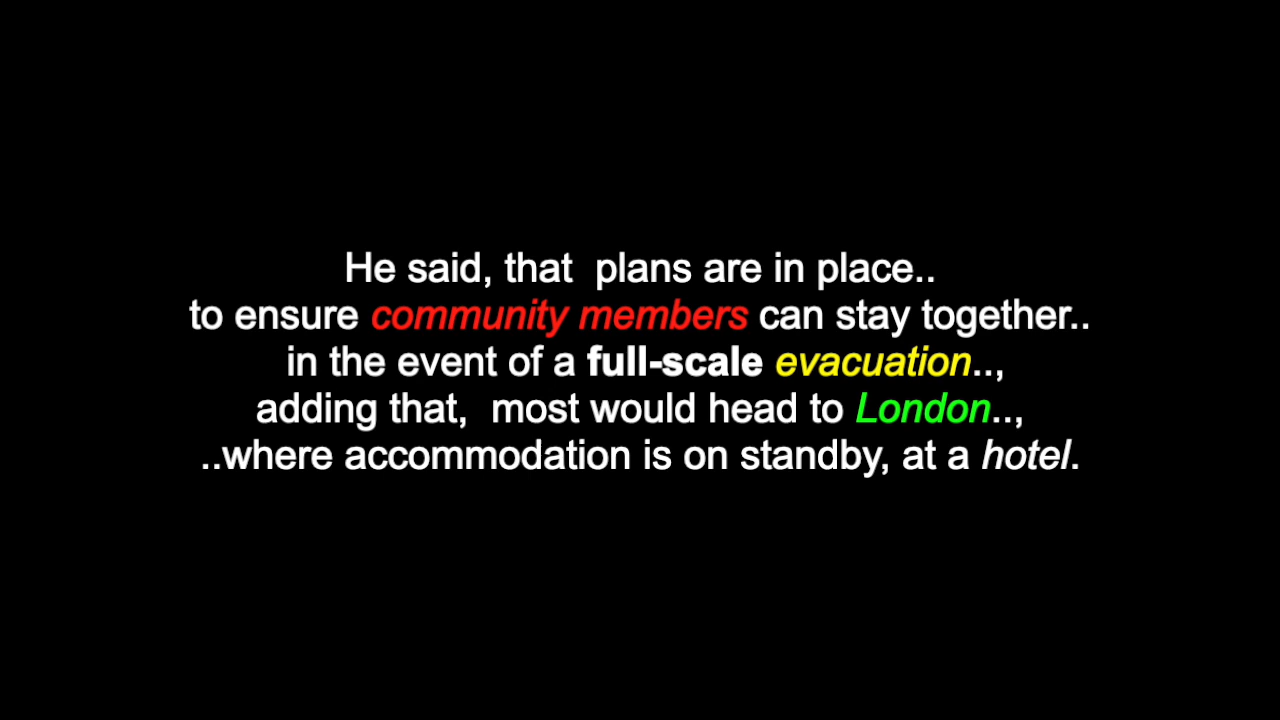 He said, that  plans are in place..
to ensure community members can stay together..
in the event of a full-scale evacuation..,
adding that,  most would head to London..,
..where accommodation is on standby, at a hotel.